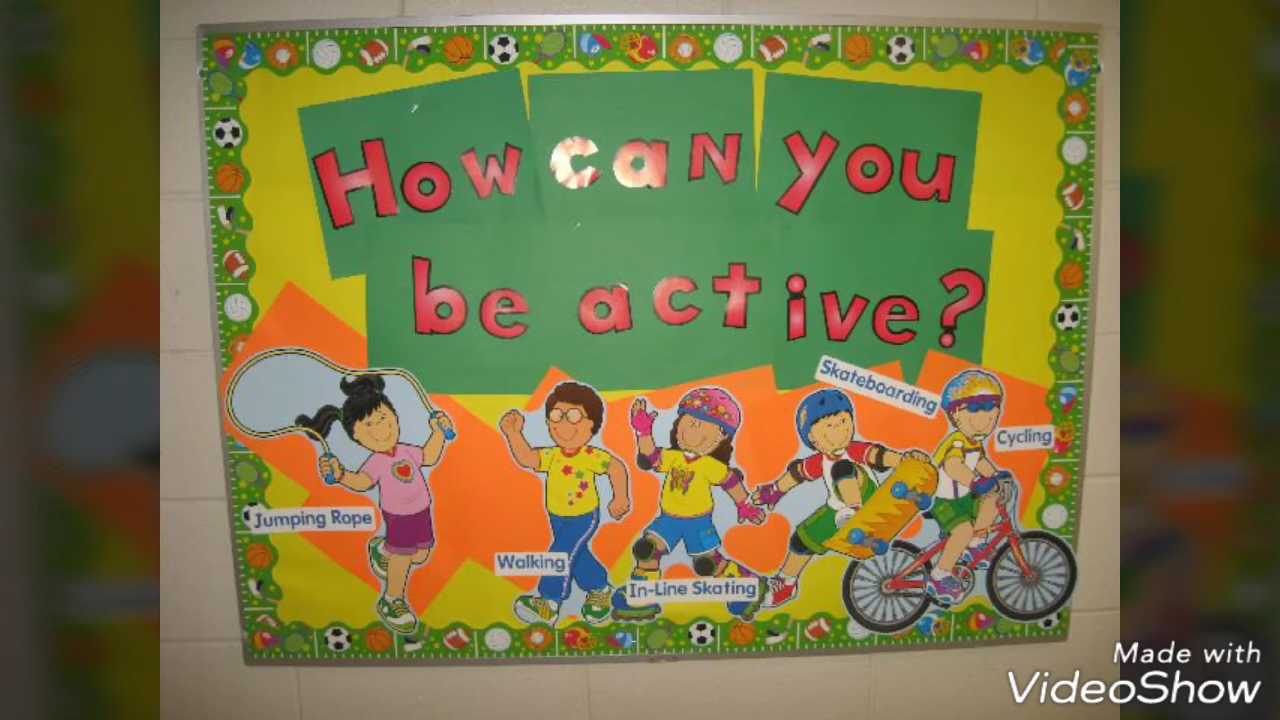 How can you
be active?
Skateboarding
Cycling
Jumping Rope
Walking
In-Line Skating
Made with
VideoShow